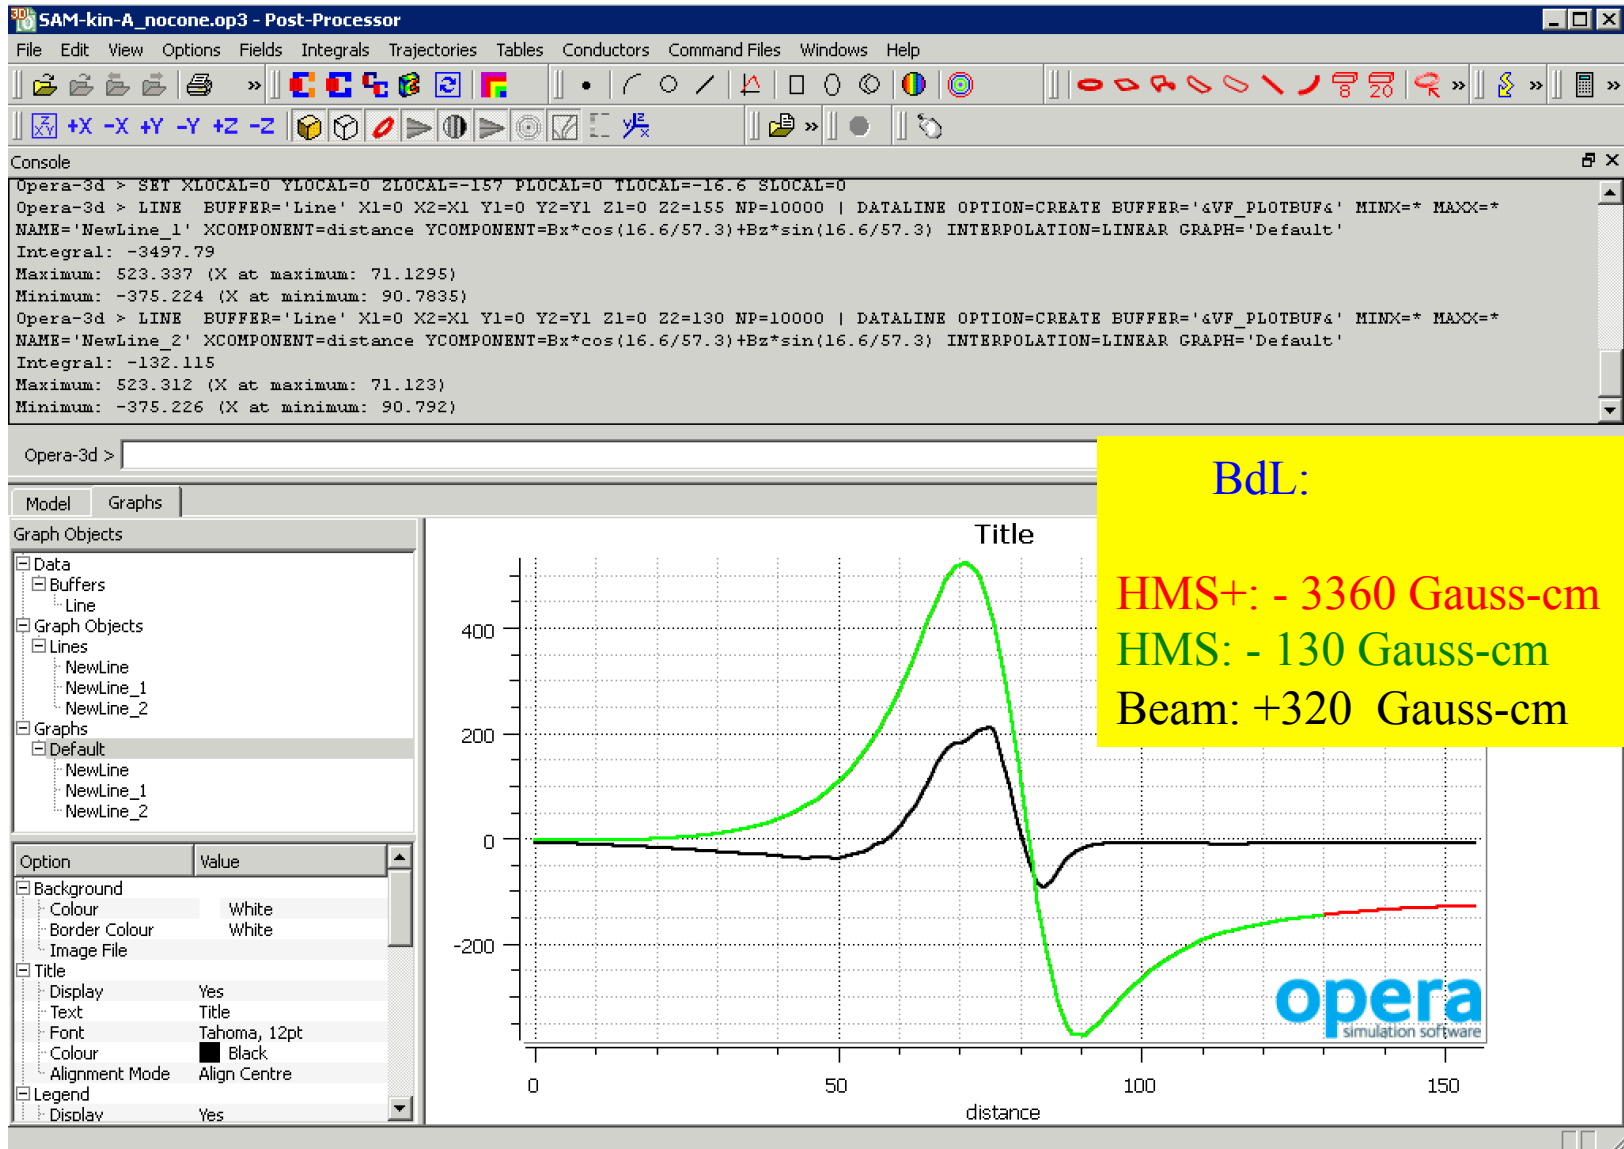 SAM-kin-A_nocone.op3 - Post-Processor
File Edit View Options Fields Integrals Trajectories Tables Conductors Command Files Windows Help
+X -X +Y -Y +Z -Z
Console
Opera-3d > SET XLOCAL=0 YLOCAL=0 ZLOCAL=-157 PLOCAL=0 TLOCAL=-16.6 SLOCAL=0
Opera-3d > LINE BUFFER='Line' X1=0 X2=X1 Y1=0 Y2=Y1 Z1=0 Z2=155 NP=10000 | DATALINE OPTION=CREATE BUFFER='&VF_PLOTBUF&' MINX=* MAXX=*
NAME='NewLine_1' XCOMPONENT=distance YCOMPONENT=Bx*cos(16.6/57.3)+Bz*sin(16.6/57.3) INTERPOLATION=LINEAR GRAPH='Default'
Integral: -3497.79
Maximum: 523.337 (X at maximum: 71.1295)
Minimum: -375.224 (X at minimum: 90.7835)
Opera-3d > LINE BUFFER='Line' X1=0 X2=X1 Y1=0 Y2=Y1 Z1=0 Z2=130 NP=10000 | DATALINE OPTION=CREATE BUFFER='&VF_PLOTBUF&' MINX=* MAXX=*
NAME='NewLine_2' XCOMPONENT=distance YCOMPONENT=Bx*cos(16.6/57.3)+Bz*sin(16.6/57.3) INTERPOLATION=LINEAR GRAPH='Default'
Integral: -132.115
Maximum: 523.312 (X at maximum: 71.123)
Minimum: -375.226 (X at minimum: 90.792)
Opera-3d >
BdL:
HMS+: - 3360 Gauss-cm
HMS: - 130 Gauss-cm
Beam: +320 Gauss-cm
Model Graphs
Graph Objects
Data
Buffers
Line
Graph Objects
Lines
NewLine
NewLine_1
NewLine_2
Graphs
Default
NewLine
NewLine_1
NewLine_2
Option Value
Background
Colour White
Border Colour White
Image File
Title
Display Yes
Text Title
Font Tahoma, 12pt
Colour Black
Alignment Mode Align Centre
Legend
Display Yes
Title
400
200
0
-200
0 50 100 150
distance
opera
simulation software